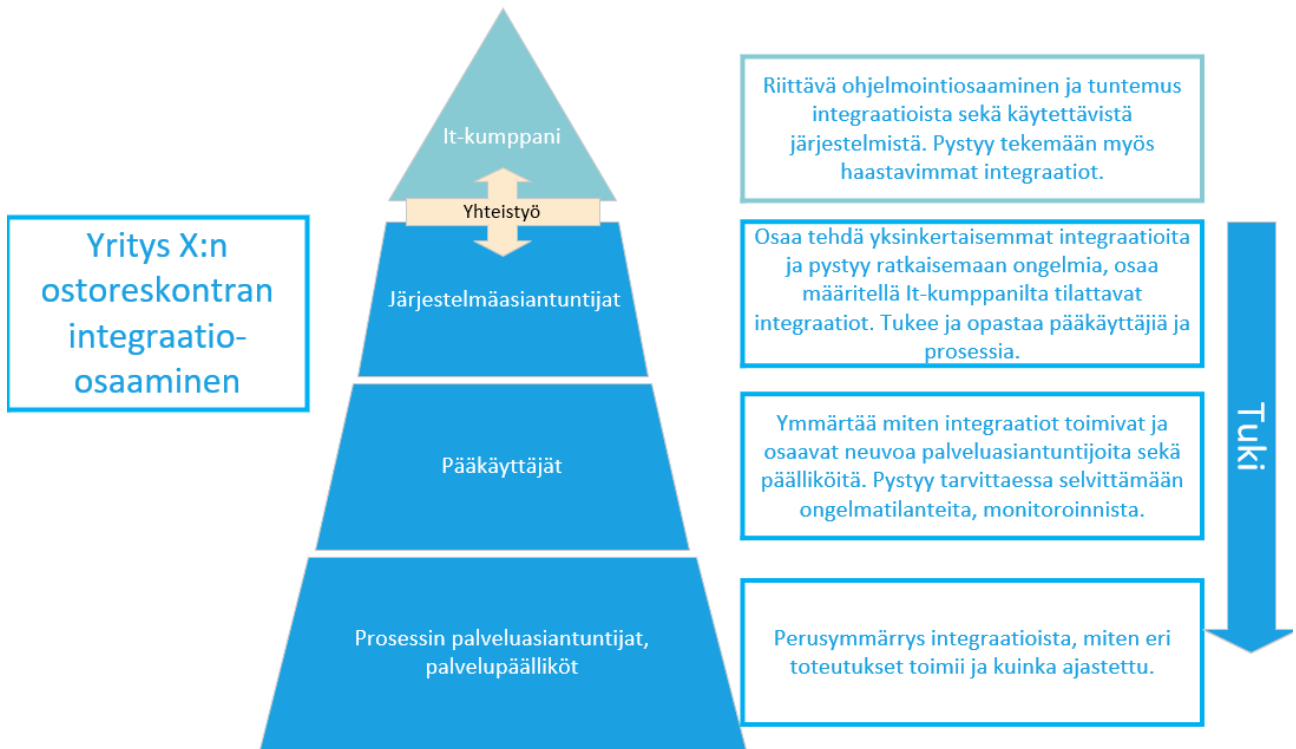 It-kumppani
Riittävä ohjelmointiosaaminen ja tuntemus
integraatioista sekä käytettävistä
järjestelmistä. Pystyy tekemään myös
haastavimmat integraatiot.
Yhteistyö
Yritys X:n
ostoreskontran
integraatio-
osaaminen
Järjestelmäasiantuntijat
Osaa tehdä yksinkertaisemmat integraatioita
ja pystyy ratkaisemaan ongelmia, osaa
määritellä It-kumppanilta tilattavat
integraatiot. Tukee ja opastaa pääkäyttäjiä ja
prosessia.
Pääkäyttäjät
Ymmärtää miten integraatiot toimivat ja
osaavat neuvoa palveluasiantuntijoita sekä
päälliköitä. Pystyy tarvittaessa selvittämään
ongelmatilanteita, monitoroinnista.
Tuki
Prosessin palveluasiantuntijat,
palvelupäälliköt
Perusymmärrys integraatioista, miten eri
toteutukset toimii ja kuinka ajastettu.